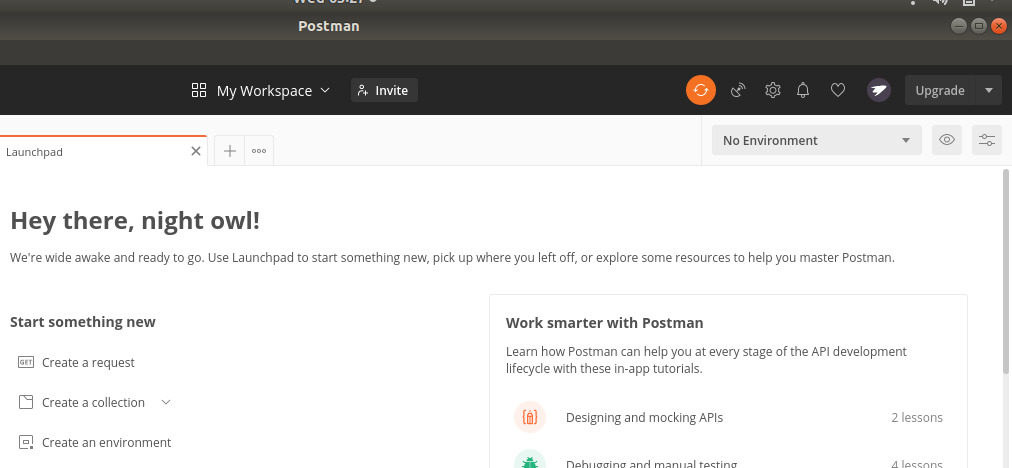 Postman
My Workspace
Invite
Upgrade
Launchpad
No Environment
Hey there, night owl!
We're wide awake and ready to go. Use Launchpad to start something new, pick up where you left off, or explore some resources to help you master Postman.
Start something new
GET Create a request
Create a collection
Create an environment
Work smarter with Postman
Learn how Postman can help you at every stage of the API development
lifecycle with these in-app tutorials.
Designing and mocking APIs 2 lessons
Debugging and manual testing 4 lessons